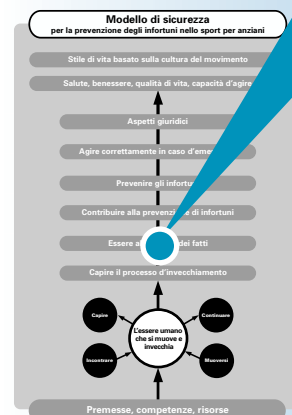 Modello di sicurezza
per la prevenzione degli infortuni nello sport per anziani
Stile di vita basato sulla cultura del movimento
Salute, benessere, qualità di vita, capacità d'agire
Aspetti giuridici
Agire correttamente in caso
Prevenire gli
Contribuire alla di infortuni
Essere dei fatti
Capire il processo d'invecchiamento
Capire
Continuare
L'essere umano
che si muove e
invecchia
Incontrare
Muoversi
Premesse, competenze, risorse